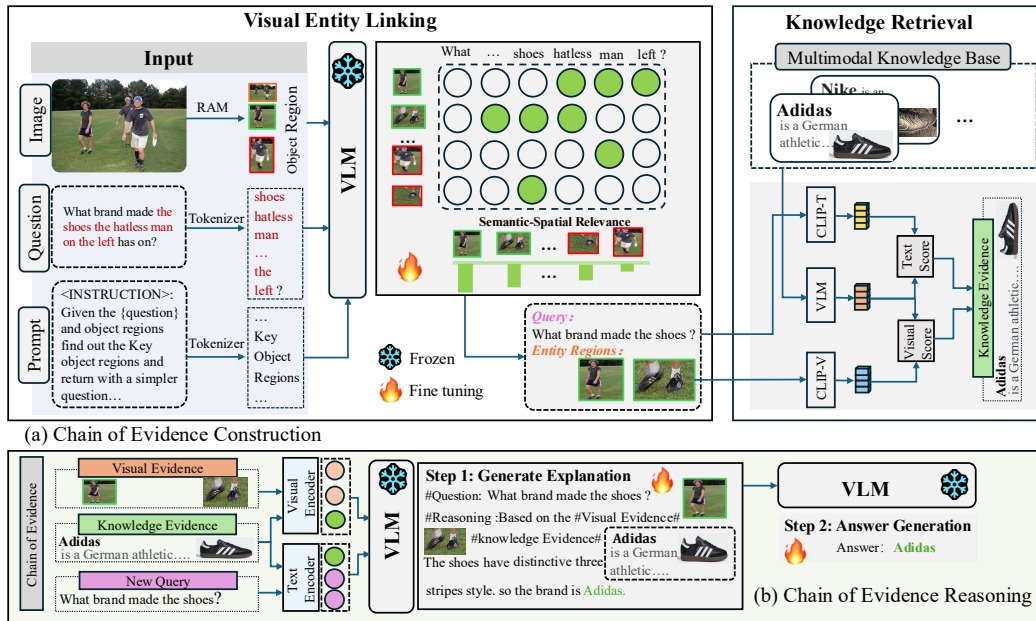 Visual Entity Linking
Input
Image
RAM
Object Region
Question
What brand made the
shoes the hatless man
on the left has on?
Tokenizer
shoes
hatless
man
…
the
left ?
Prompt
<INSTRUCTION>:
Given the {question}
and object regions
find out the Key
object regions and
return with a simpler
question…
Tokenizer
…
Key
Object
Regions
…
VLM
What … shoes hatless man left ?
…
Semantic-Spatial Relevance
…
…
Frozen
Fine tuning
Query:
What brand made the shoes ?
Entity Regions:
Knowledge Retrieval
Multimodal Knowledge Base
Nike is an
Adidas
is a German
athletic…
…
CLIP-T
VLM
CLIP-V
Text
Score
Visual
Score
Knowledge Evidence
Adidas
is a German athletic….
(a) Chain of Evidence Construction
Chain of Evidence
Visual Evidence
Knowledge Evidence
Adidas
is a German athletic….
New Query
What brand made the shoes?
Visual
Encoder
Text
Encoder
VLM
Step 1: Generate Explanation
#Question: What brand made the shoes ?
#Reasoning :Based on the #Visual Evidence#
#knowledge Evidence#
Adidas
is a German
athletic….
The shoes have distinctive three
stripes style. so the brand is Adidas.
VLM
Step 2: Answer Generation
Answer: Adidas
(b) Chain of Evidence Reasoning